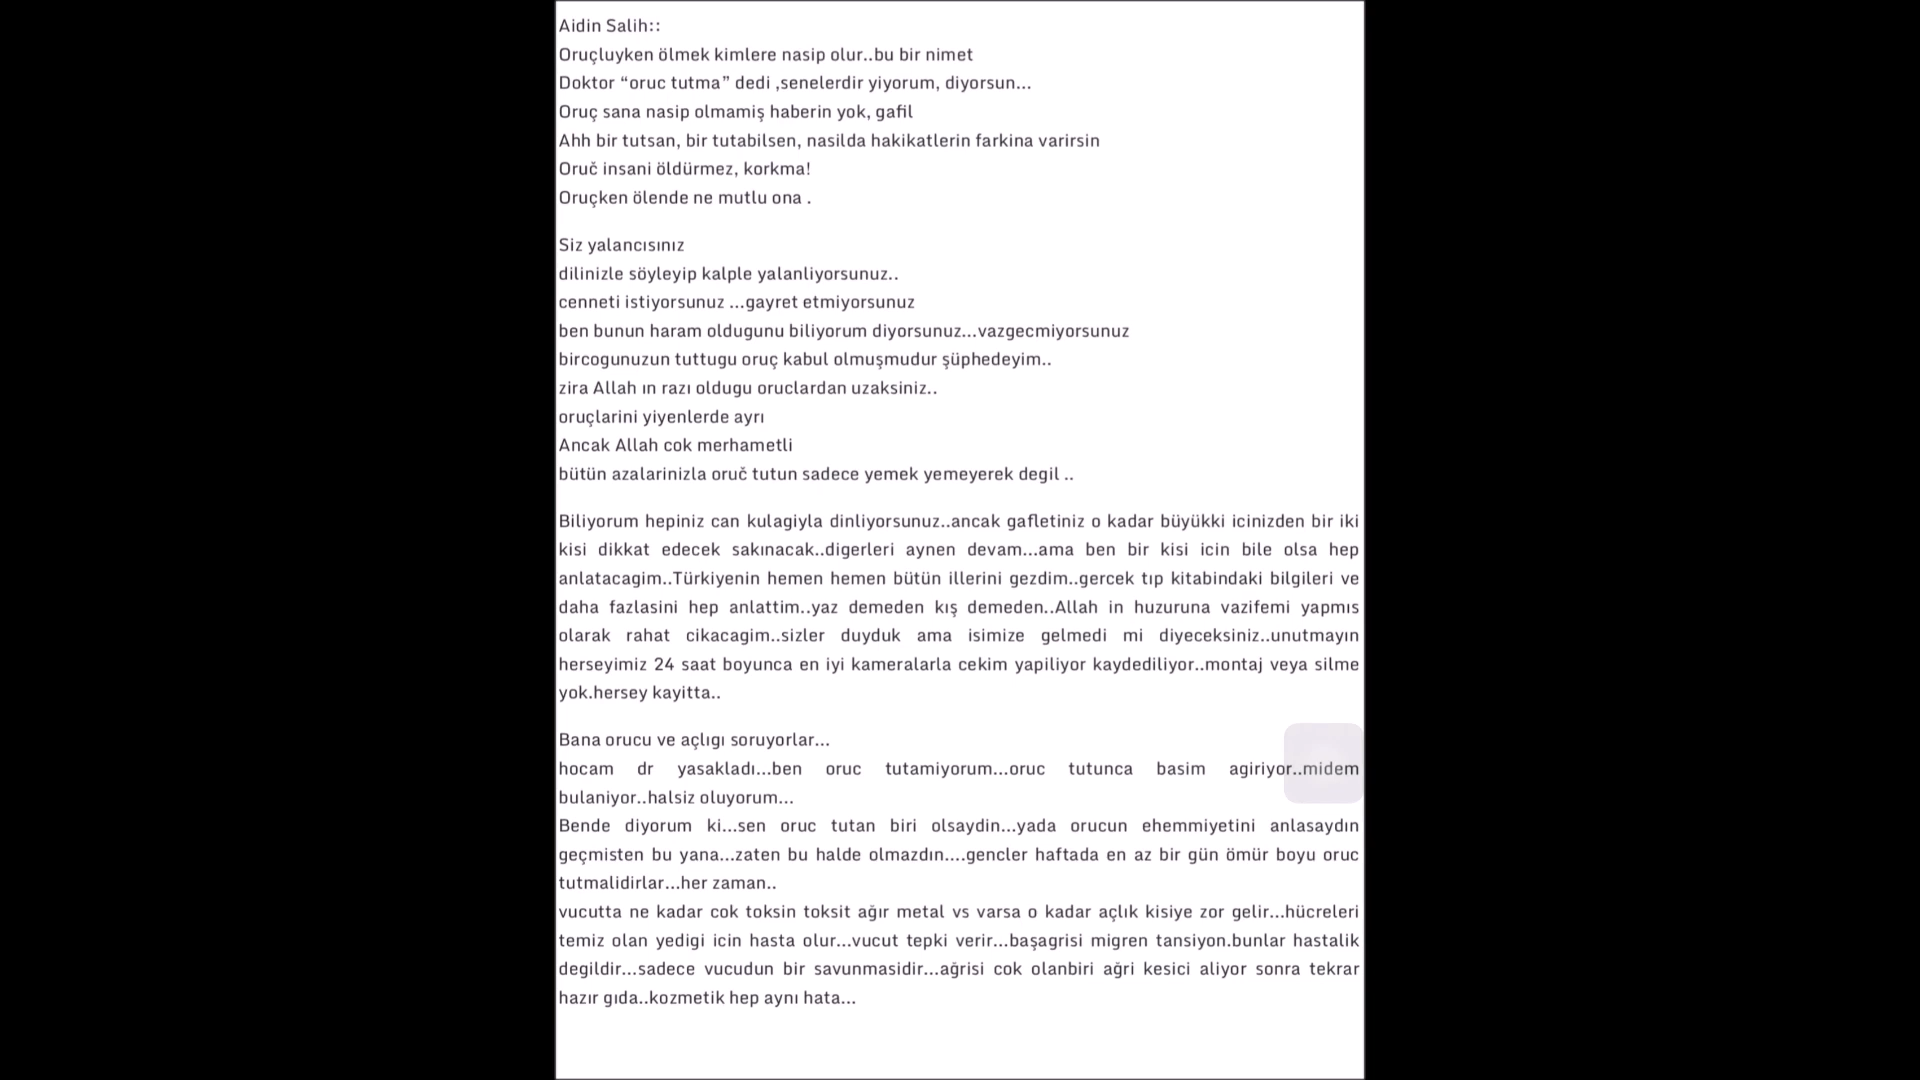 Aidin Salih::
Oruçluyken ölmek kimlere nasip olur..bu bir nimet
Doktor “oruc tutma” dedi ,senelerdir yiyorum, diyorsun...
Oruç sana nasip olmamiş haberin yok, gafil
Ahh bir tutsan, bir tutabilsen, nasilda hakikatlerin farkina varirsin
Oruč insani öldürmez, korkma!
Oruçken ölende ne mutlu ona .
Siz yalancısınız
dilinizle söyleyip kalple yalanliyorsunuz..
cenneti istiyorsunuz ...gayret etmiyorsunuz
ben bunun haram oldugunu biliyorum diyorsunuz...vazgecmiyorsunuz
bircogunuzun tuttugu oruç kabul olmuşmudur şüphedeyim..
zira Allah ın razı oldugu oruclardan uzaksiniz..
oruçlarini yiyenlerde ayrı
Ancak Allah cok merhametli
bütün azalarinizla oruč tutun sadece yemek yemeyerek degil ..
Biliyorum hepiniz can kulagiyla dinliyorsunuz..ancak gafletiniz o kadar büyükki icinizden bir iki
kisi dikkat edecek sakınacak..digerleri aynen devam...ama ben bir kisi icin bile olsa hep
anlatacagim..Türkiyenin hemen hemen bütün illerini gezdim..gercek tıp kitabindaki bilgileri ve
daha fazlasini hep anlattim..yaz demeden kış demeden..Allah in huzuruna vazifemi yapmıs
olarak rahat cikacagim..sizler duyduk ama isimize gelmedi mi diyeceksiniz..unutmayın
herseyimiz 24 saat boyunca en iyi kameralarla cekim yapiliyor kaydediliyor..montaj veya silme
yok.hersey kayitta..
Bana orucu ve açlıgı soruyorlar...
hocam dr yasakladı...ben oruc tutamiyorum...oruc tutunca basim agiriyor..midem
bulaniyor..halsiz oluyorum...
Bende diyorum ki...sen oruc tutan biri olsaydin...yada orucun ehemmiyetini anlasaydın
geçmisten bu yana...zaten bu halde olmazdın....gencler haftada en az bir gün ömür boyu oruc
tutmalidirlar...her zaman..
vucutta ne kadar cok toksin toksit ağır metal vs varsa o kadar açlık kisiye zor gelir...hücreleri
temiz olan yedigi icin hasta olur...vucut tepki verir...başagrisi migren tansiyon.bunlar hastalik
degildir...sadece vucudun bir savunmasidir...ağrisi cok olanbiri ağri kesici aliyor sonra tekrar
hazır gıda..kozmetik hep aynı hata...